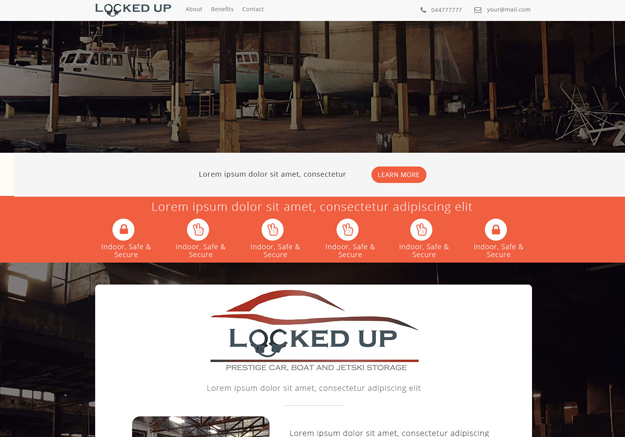 LOCKED UP
About Benefits Contact
044777777 your@mail.com
Lorem ipsum dolor sit amet, consectetur
LEARN MORE
Lorem ipsum dolor sit amet, consectetur adipiscing elit
Indoor, Safe & Secure
Indoor, Safe & Secure
Indoor, Safe & Secure
Indoor, Safe & Secure
Indoor, Safe & Secure
Indoor, Safe & Secure
LOCKED UP
PRESTIGE CAR, BOAT AND JETSKI STORAGE
Lorem ipsum dolor sit amet, consectetur adipiscing elit
Lorem ipsum dolor sit amet, consectetur adipiscing